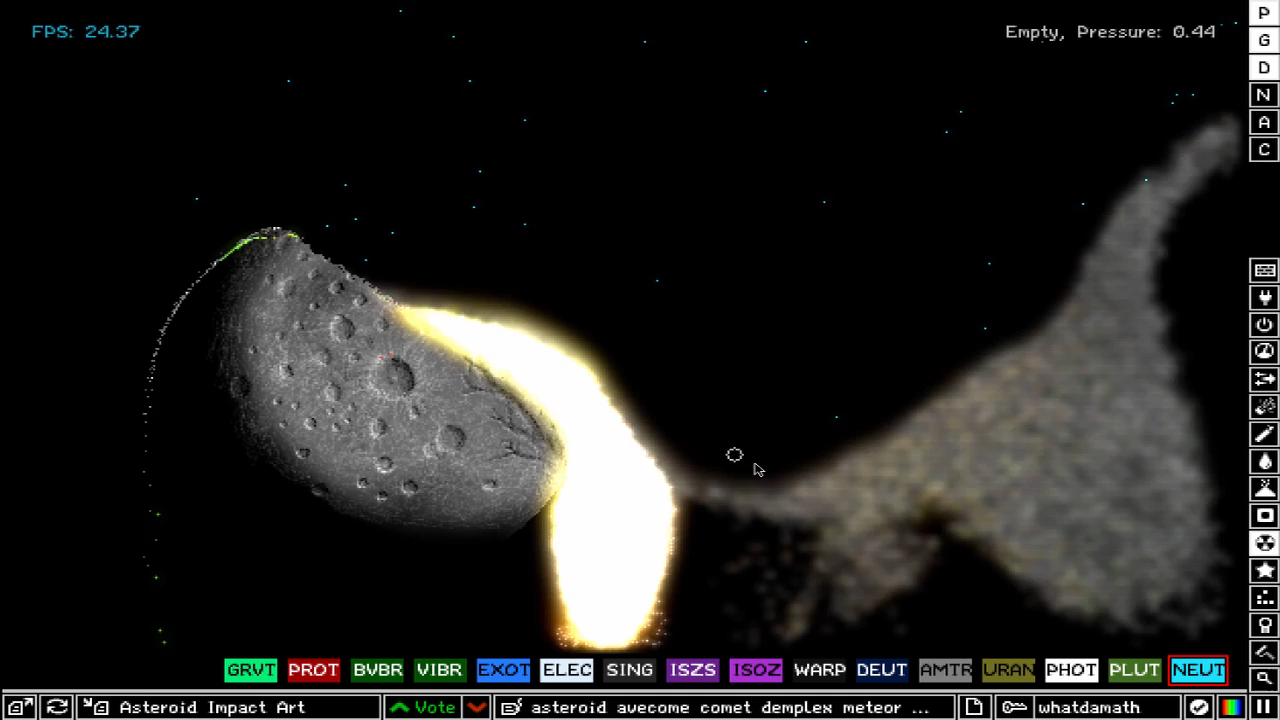 FPS: 24.37
Empty, Pressure: 0.44
P
G
D
N
A
C
GRVT PROT BVBR VIBR EXOT ELEC SING ISZS ISOZ WARP DEUT AMTR URAN PHOT PLUT NEUT
Asteroid Impact Art Vote asteroid avecome comet demplex meteor ... whatdamath